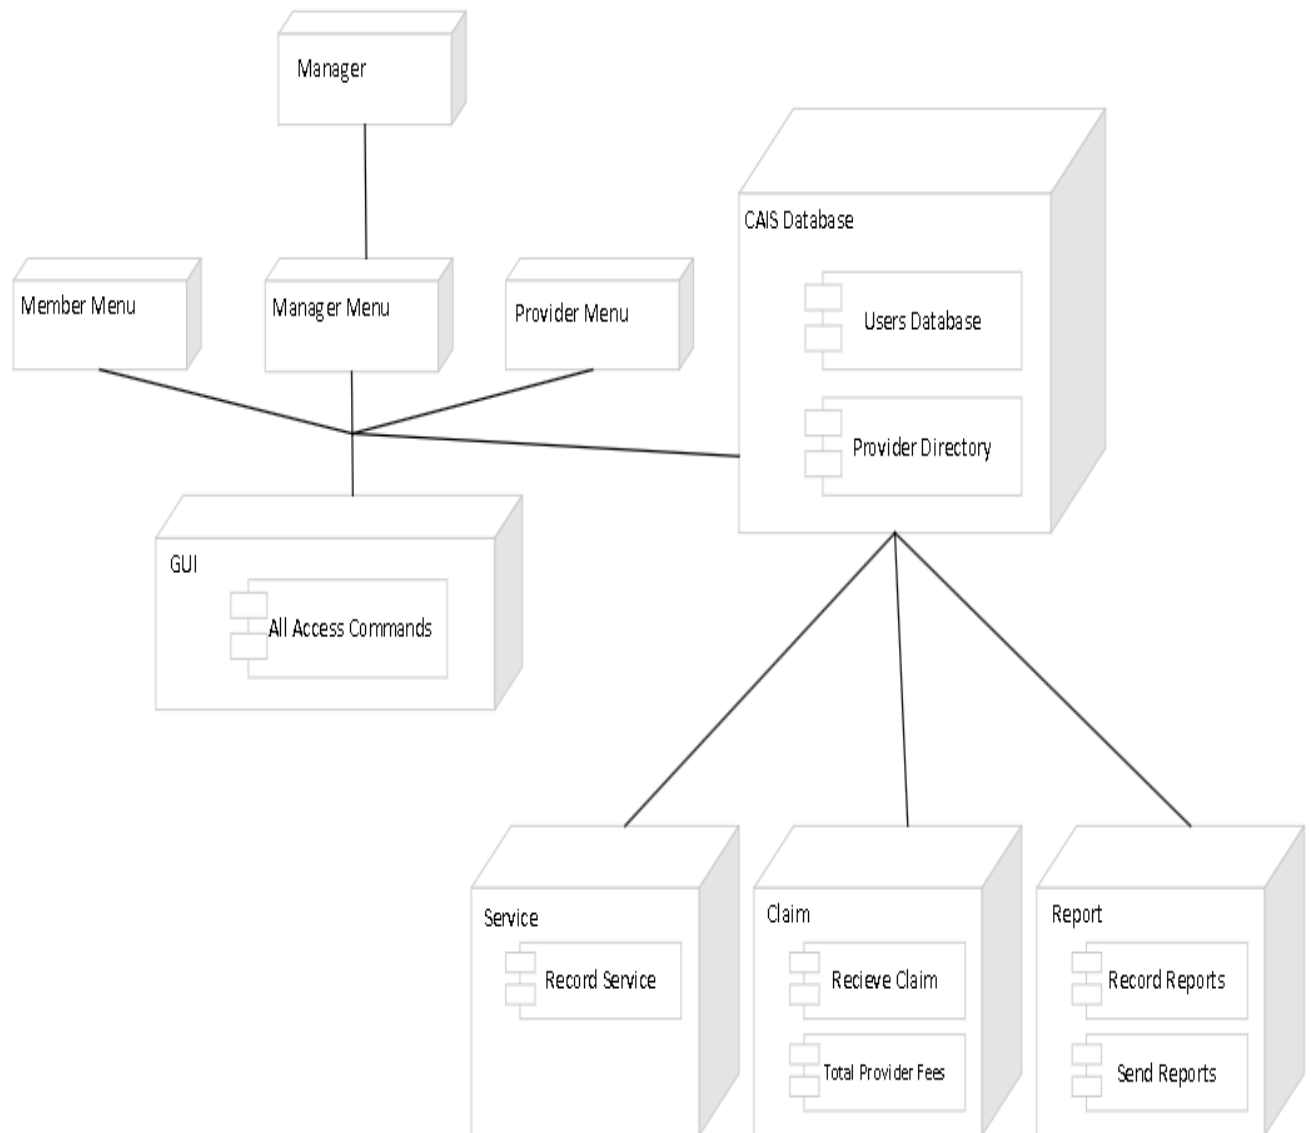 Manager
Member Menu
Manager Menu
Provider Menu
CAIS Database
Users Database
Provider Directory
GUI
All Access Commands
Service
Record Service
Claim
Recieve Claim
Total Provider Fees
Report
Record Reports
Send Reports